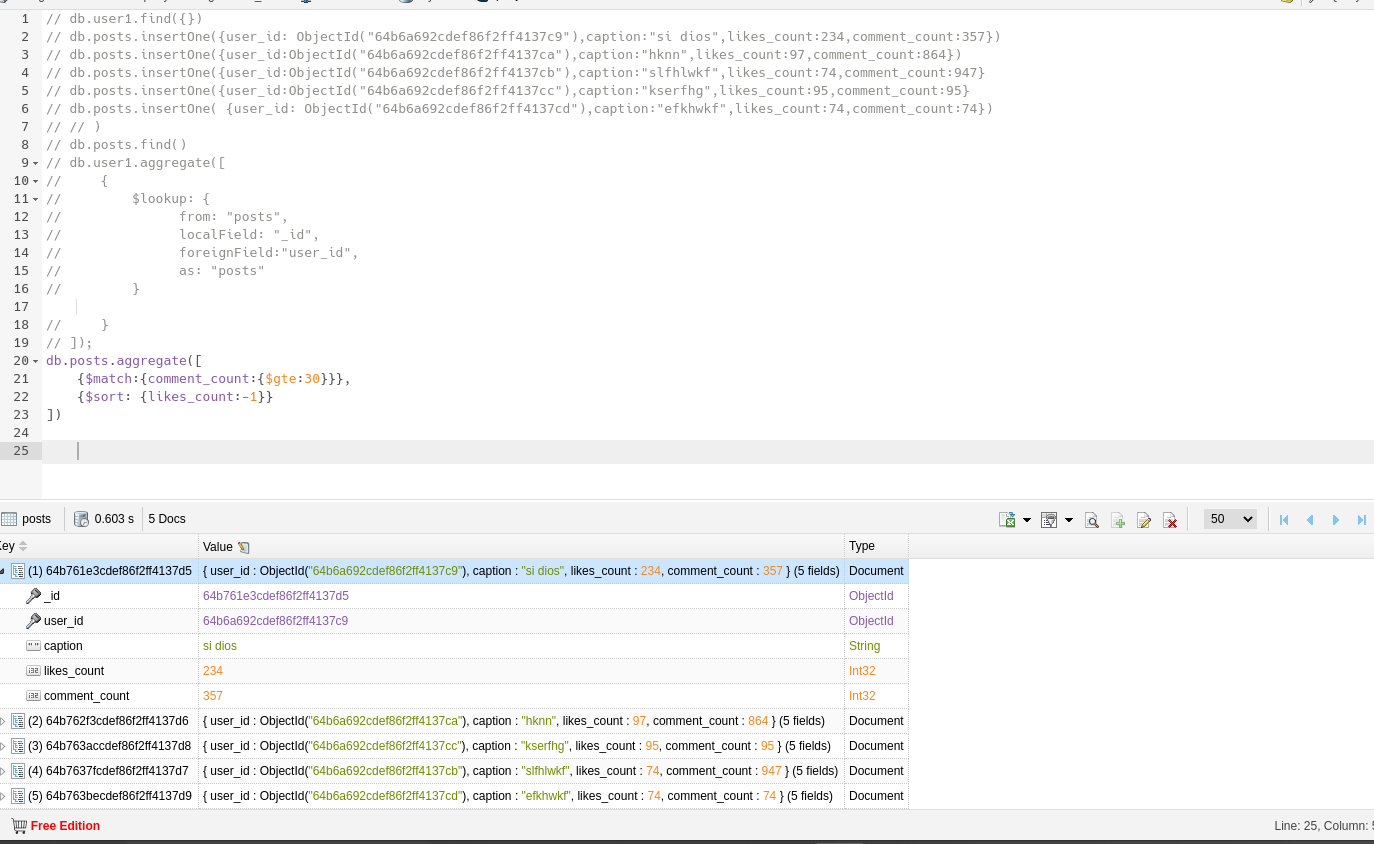 1 // db.user1.find({})
2 // db.posts.insertOne({user_id: ObjectId("64b6a692cdef86f2ff4137c9"),caption:"si dios",likes_count:234,comment_count:357})
3 // db.posts.insertOne({user_id:ObjectId("64b6a692cdef86f2ff4137ca"),caption:"hknn",likes_count:97,comment_count:864})
4 // db.posts.insertOne({user_id:ObjectId("64b6a692cdef86f2ff4137cb"),caption:"slfhlwkf",likes_count:74,comment_count:947}
5 // db.posts.insertOne({user_id:ObjectId("64b6a692cdef86f2ff4137cc"),caption:"kserfhg",likes_count:95,comment_count:95}
6 // db.posts.insertOne( {user_id: ObjectId("64b6a692cdef86f2ff4137cd"),caption:"efkhwkf",likes_count:74,comment_count:74})
7 // // )
8 // db.posts.find()
9 // db.user1.aggregate([
10 //     {
11 //         $lookup: {
12 //               from: "posts",
13 //               localField: "_id",
14 //               foreignField:"user_id",
15 //               as: "posts"
16 //         }
17
18 //     }
19 // ]);
20 db.posts.aggregate([
21     {$match:{comment_count:{$gte:30}}},
22     {$sort: {likes_count:-1}}
23 ])
24
25
posts 0.603 s 5 Docs 50
Key Value Type
(1) 64b761e3cdef86f2ff4137d5 { user_id : ObjectId("64b6a692cdef86f2ff4137c9"), caption : "si dios", likes_count : 234, comment_count : 357 } (5 fields) Document
_id 64b761e3cdef86f2ff4137d5 ObjectId
user_id 64b6a692cdef86f2ff4137c9 ObjectId
caption si dios String
likes_count 234 Int32
comment_count 357 Int32
(2) 64b762f3cdef86f2ff4137d6 { user_id : ObjectId("64b6a692cdef86f2ff4137ca"), caption : "hknn", likes_count : 97, comment_count : 864 } (5 fields) Document
(3) 64b763accdef86f2ff4137d8 { user_id : ObjectId("64b6a692cdef86f2ff4137cc"), caption : "kserfhg", likes_count : 95, comment_count : 95 } (5 fields) Document
(4) 64b7637fcdef86f2ff4137d7 { user_id : ObjectId("64b6a692cdef86f2ff4137cb"), caption : "slfhlwkf", likes_count : 74, comment_count : 947 } (5 fields) Document
(5) 64b763becdef86f2ff4137d9 { user_id : ObjectId("64b6a692cdef86f2ff4137cd"), caption : "efkhwkf", likes_count : 74, comment_count : 74 } (5 fields) Document
Free Edition Line: 25, Column: